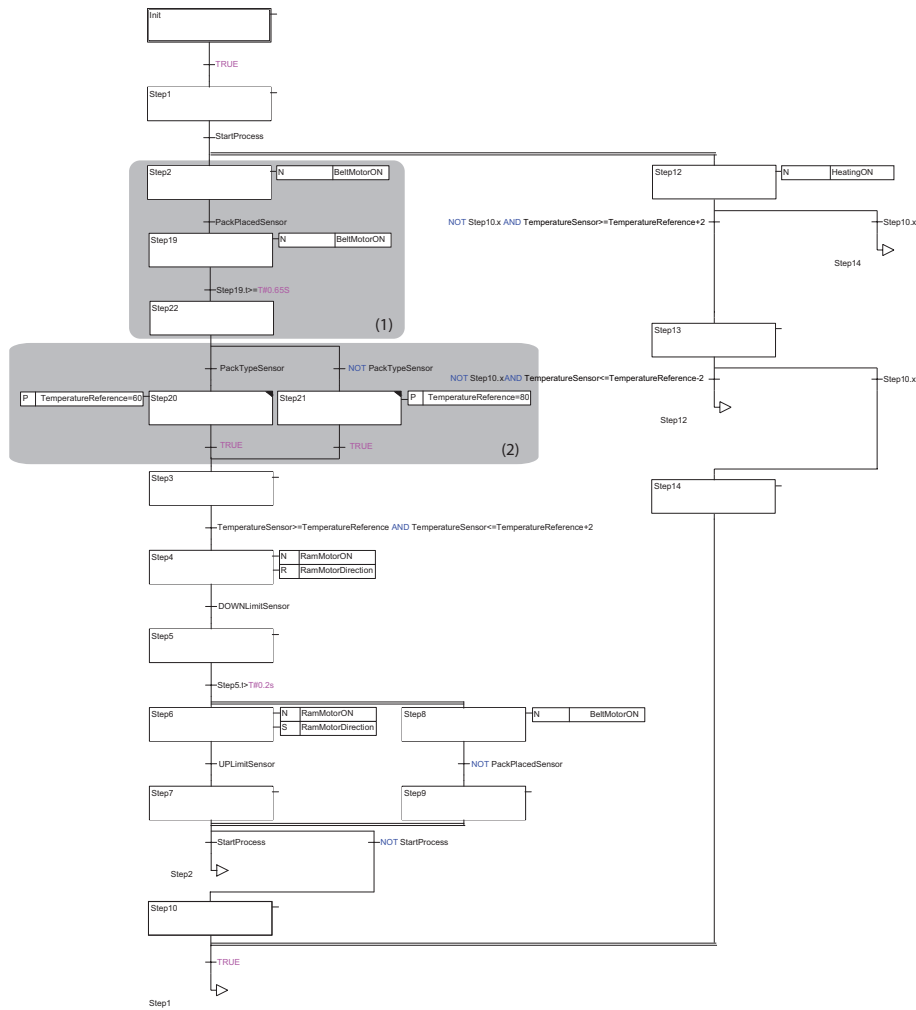 Init
TRUE
Step1
StartProcess
Step2
N BeltMotorON
Step12
N HeatingON
PackPlacedSensor
NOT Step10.x AND TemperatureSensor>=TemperatureReference+2
Step10.x
Step19
N BeltMotorON
Step14
Step19.t>=T#0.65S
Step22
(1)
Step13
PackTypeSensor
NOT PackTypeSensor
NOT Step10.xAND TemperatureSensor<=TemperatureReference-2
Step10.x
P TemperatureReference=60
Step20
Step21
P TemperatureReference=80
Step12
TRUE
TRUE
(2)
Step3
Step14
TemperatureSensor>=TemperatureReference AND TemperatureSensor<=TemperatureReference+2
Step4
N RamMotorON
R RamMotorDirection
DOWNLimitSensor
Step5
Step5.t>T#0.2s
Step6
N RamMotorON
S RamMotorDirection
Step8
N BeltMotorON
UPLimitSensor
NOT PackPlacedSensor
Step7
Step9
StartProcess
NOT StartProcess
Step2
Step10
TRUE
Step1